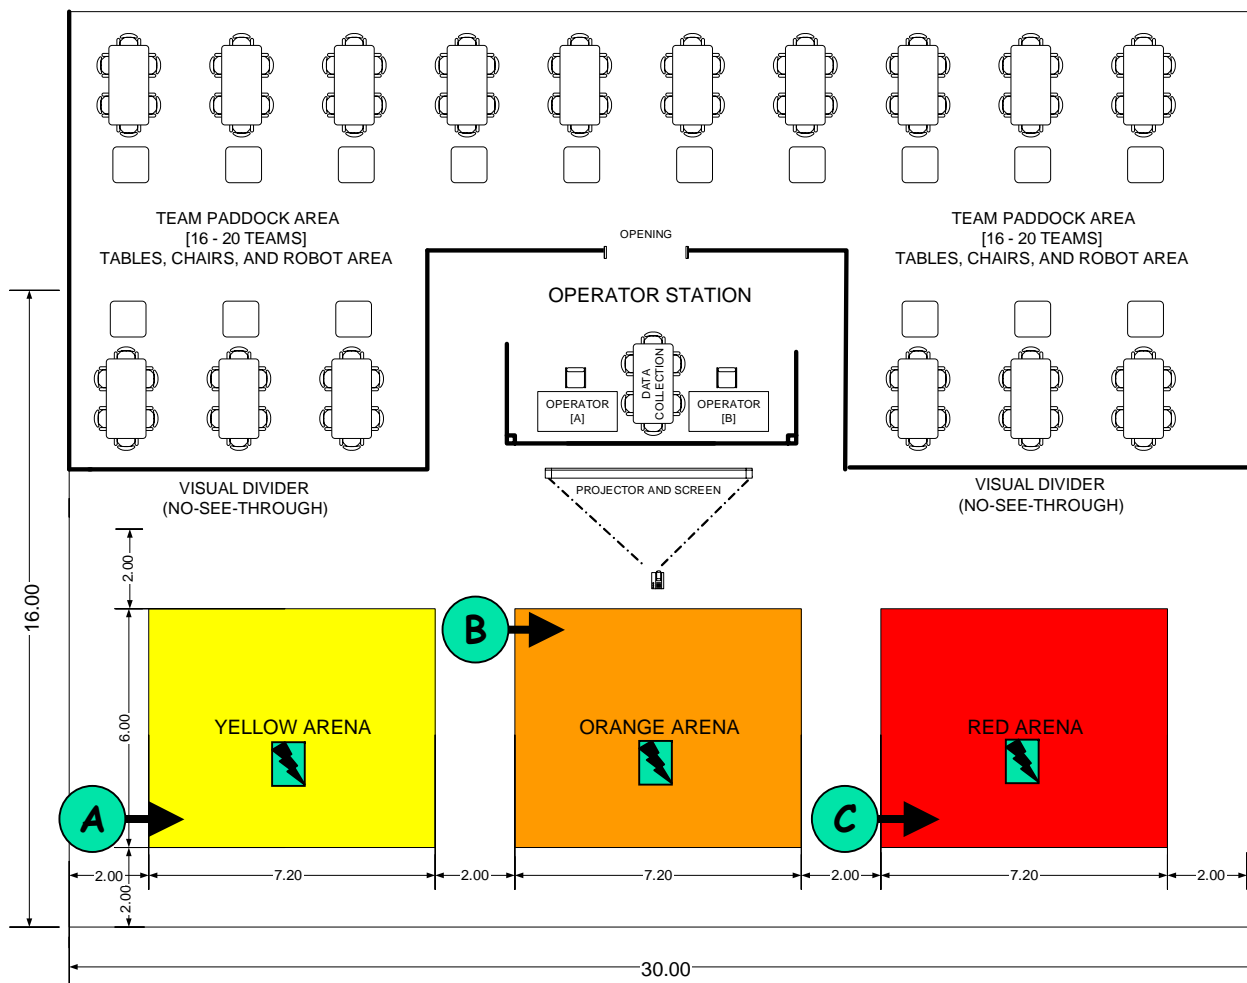 TEAM PADDOCK AREA
[16 - 20 TEAMS]
TABLES, CHAIRS, AND ROBOT AREA
OPENING
TEAM PADDOCK AREA
[16 - 20 TEAMS]
TABLES, CHAIRS, AND ROBOT AREA
OPERATOR STATION
OPERATOR
[A]
DATA
COLLECTION
OPERATOR
[B]
VISUAL DIVIDER
(NO-SEE-THROUGH)
PROJECTOR AND SCREEN
VISUAL DIVIDER
(NO-SEE-THROUGH)
16.00
2.00
6.00
2.00
B
YELLOW ARENA
ORANGE ARENA
RED ARENA
A
C
2.00
7.20
2.00
7.20
2.00
7.20
2.00
30.00